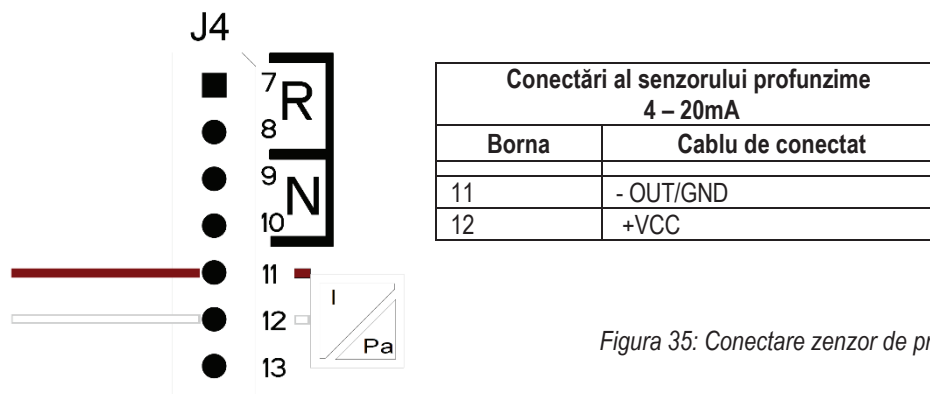 J4
7
R
8
9
N
10
11
12
13
I
Pa
Conectări al senzorului profunzime
4 – 20mA
Borna Cablu de conectat
11 - OUT/GND
12 +VCC
Figura 35: Conectare zenzor de pr